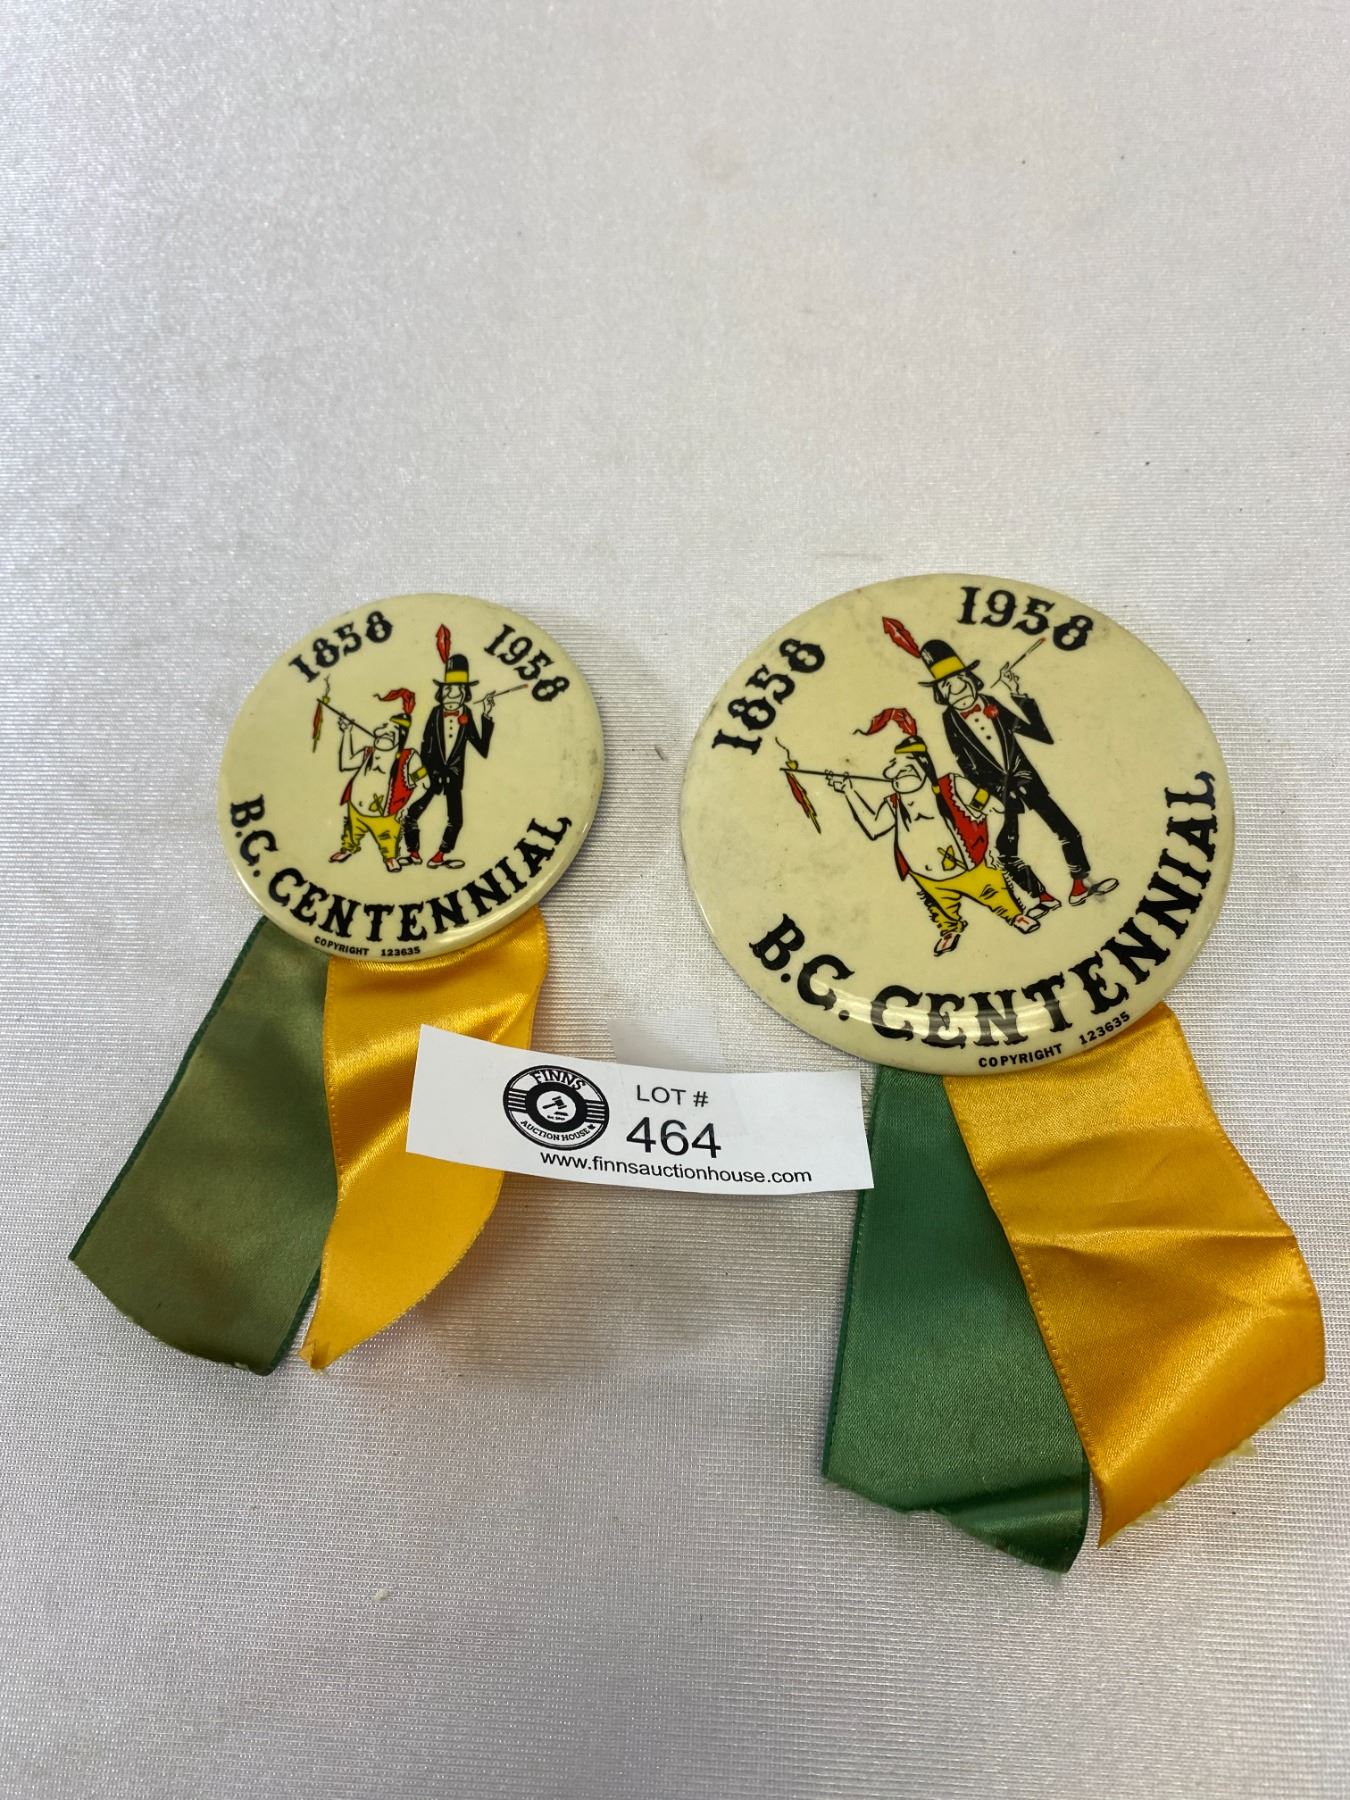 1858 1958
B.C. CENTENNIAL
COPYRIGHT 123635
1858 1958
B.C. CENTENNIAL
COPYRIGHT 123635
FINNS
AUCTION HOUSE
LOT #
464
www.finnsauctionhouse.com